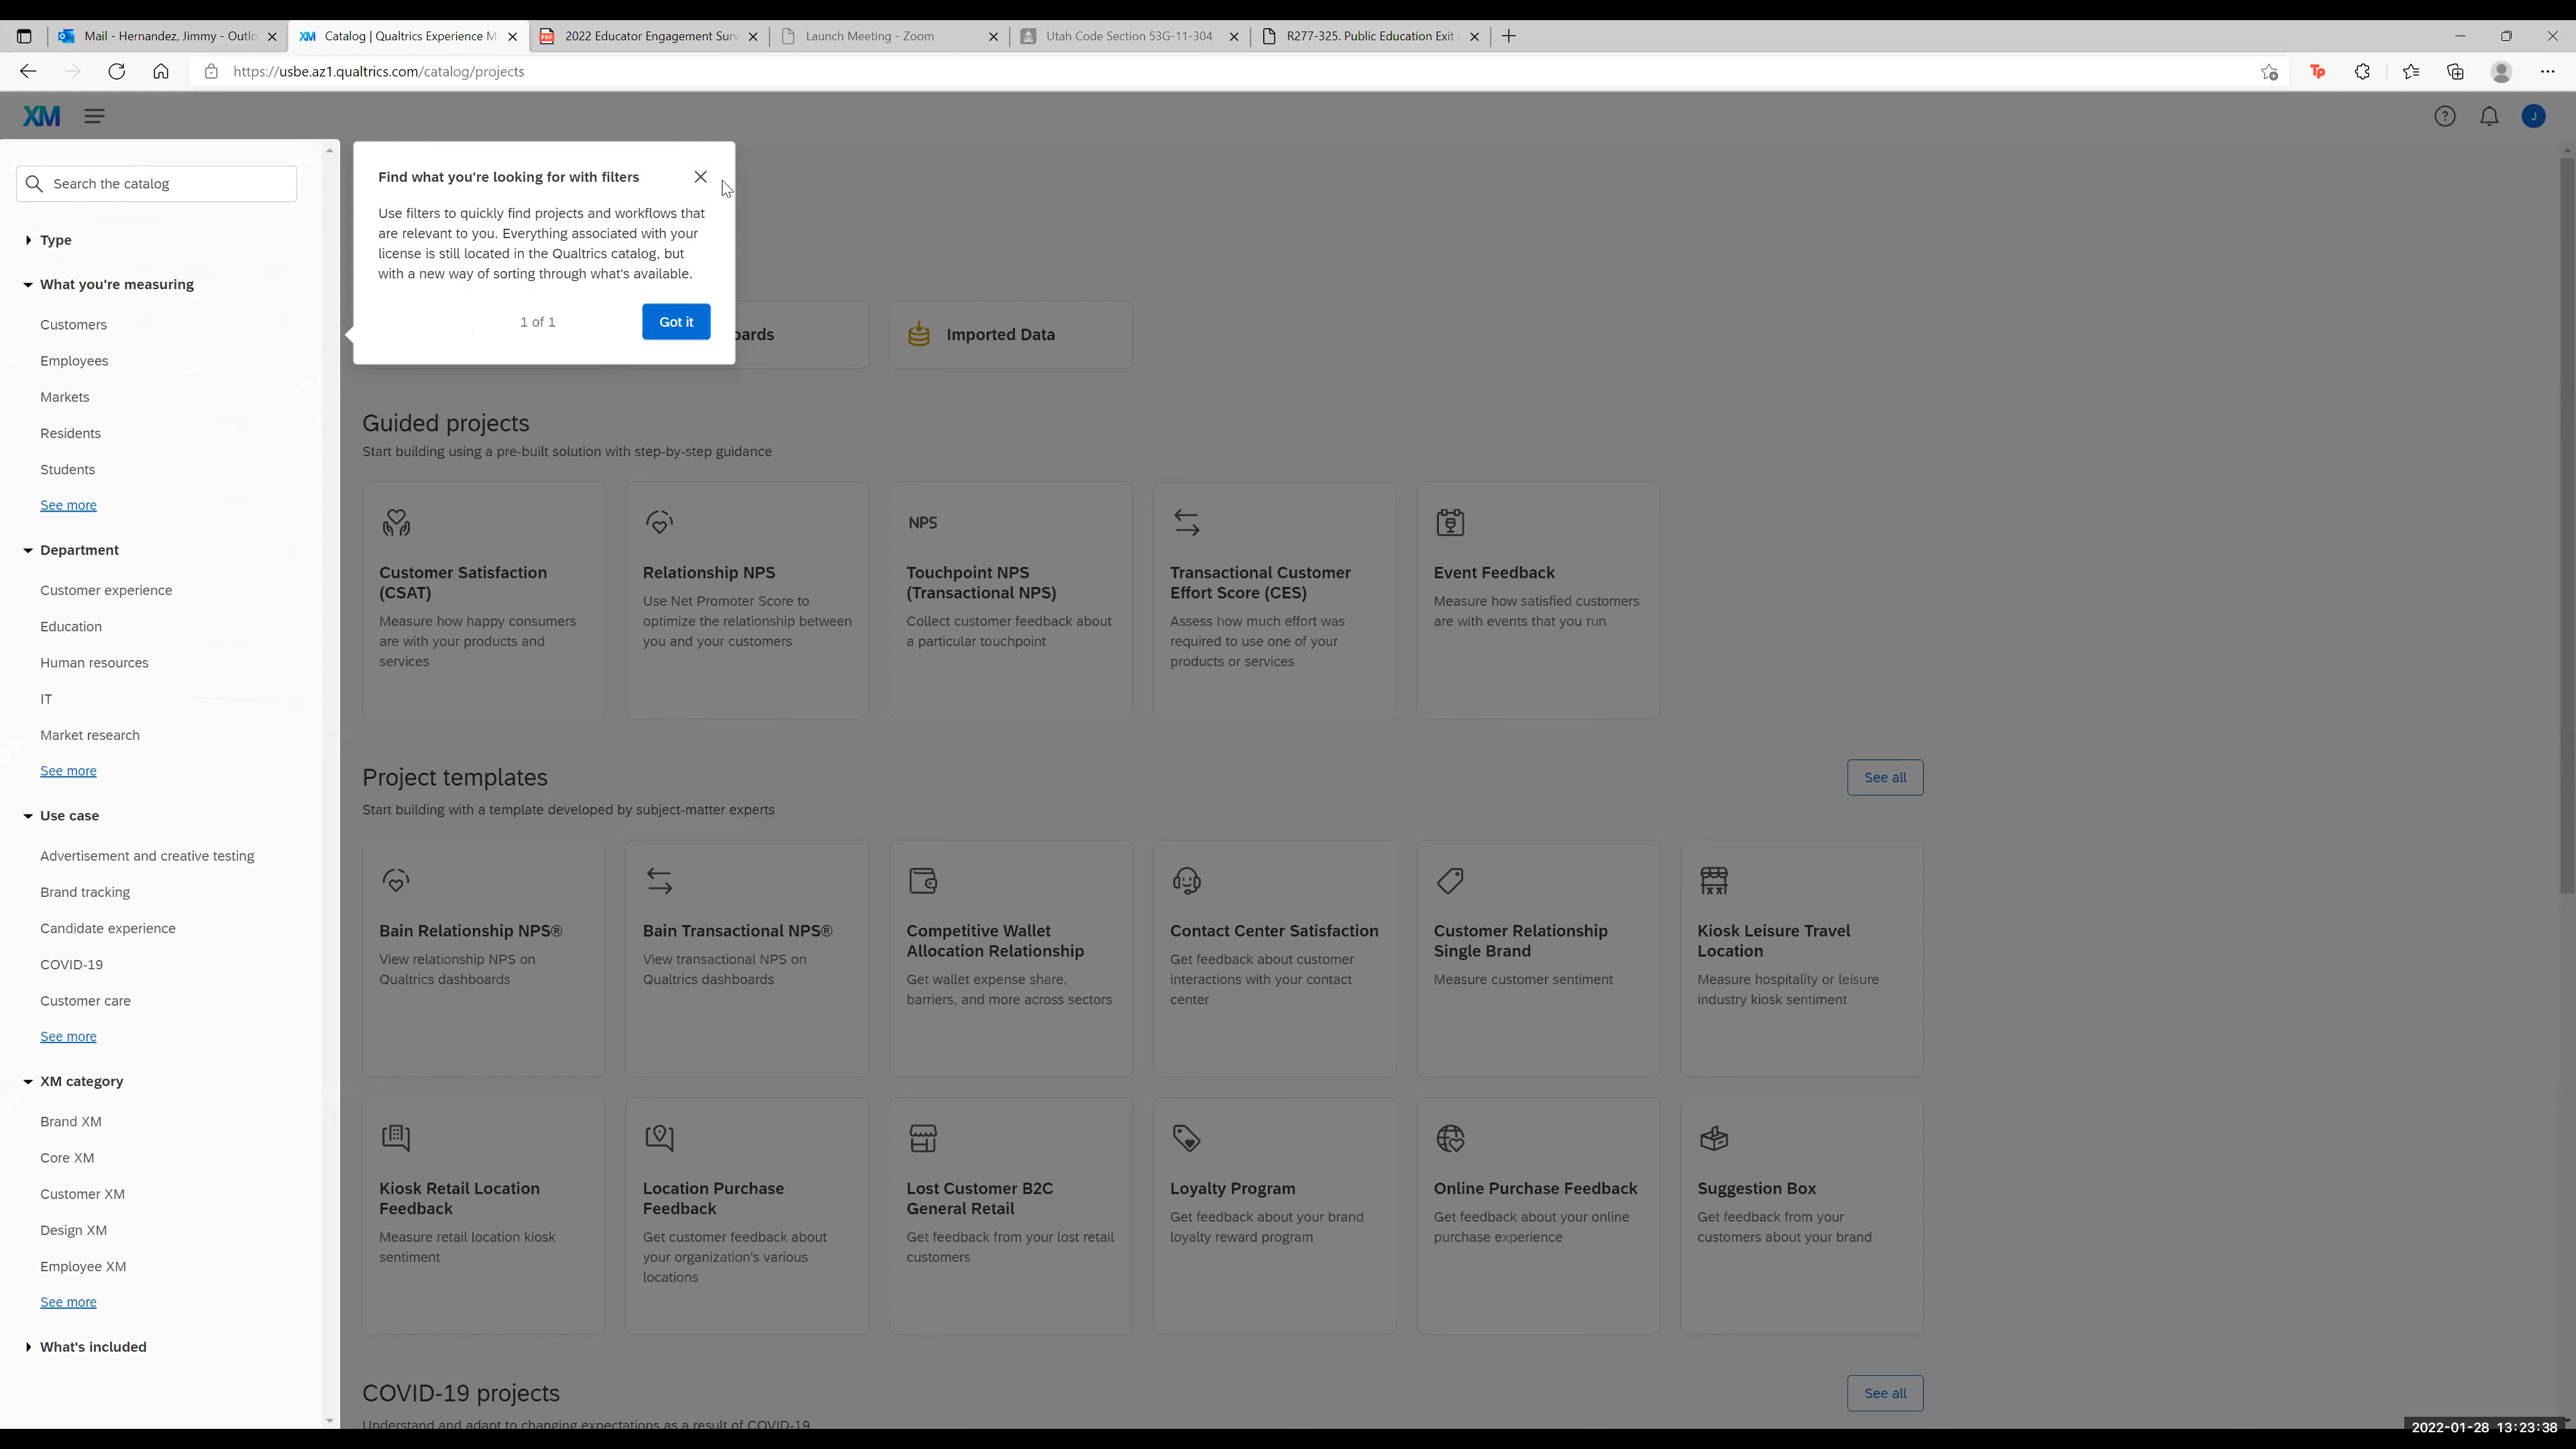 Mail - Hernandez, Jimmy - Outlo
Catalog | Qualtrics Experience M
2022 Educator Engagement Surv
Launch Meeting - Zoom
Utah Code Section 53G-11-304
R277-325. Public Education Exit
https://usbe.az1.qualtrics.com/catalog/projects
XM
J
Search the catalog
Type
What you're measuring
Customers
Employees
Markets
Residents
Students
See more
Department
Customer experience
Education
Human resources
IT
Market research
See more
Use case
Advertisement and creative testing
Brand tracking
Candidate experience
COVID-19
Customer care
See more
XM category
Brand XM
Core XM
Customer XM
Design XM
Employee XM
See more
What's included
Find what you're looking for with filters
Use filters to quickly find projects and workflows that
are relevant to you. Everything associated with your
license is still located in the Qualtrics catalog, but
with a new way of sorting through what's available.
1 of 1
Got it
oards
Imported Data
Guided projects
Start building using a pre-built solution with step-by-step guidance
Customer Satisfaction
(CSAT)
Measure how happy consumers
are with your products and
services
Relationship NPS
Use Net Promoter Score to
optimize the relationship between
you and your customers
NPS
Touchpoint NPS
(Transactional NPS)
Collect customer feedback about
a particular touchpoint
Transactional Customer
Effort Score (CES)
Assess how much effort was
required to use one of your
products or services
Event Feedback
Measure how satisfied customers
are with events that you run
Project templates
See all
Start building with a template developed by subject-matter experts
Bain Relationship NPS®
View relationship NPS on
Qualtrics dashboards
Bain Transactional NPS®
View transactional NPS on
Qualtrics dashboards
Competitive Wallet
Allocation Relationship
Get wallet expense share,
barriers, and more across sectors
Contact Center Satisfaction
Get feedback about customer
interactions with your contact
center
Customer Relationship
Single Brand
Measure customer sentiment
Kiosk Leisure Travel
Location
Measure hospitality or leisure
industry kiosk sentiment
Kiosk Retail Location
Feedback
Measure retail location kiosk
sentiment
Location Purchase
Feedback
Get customer feedback about
your organization's various
locations
Lost Customer B2C
General Retail
Get feedback from your lost retail
customers
Loyalty Program
Get feedback about your brand
loyalty reward program
Online Purchase Feedback
Get feedback about your online
purchase experience
Suggestion Box
Get feedback from your
customers about your brand
COVID-19 projects
See all
Understand and adapt to changing expectations as a result of COVID-19
2022-01-28 13:23:38